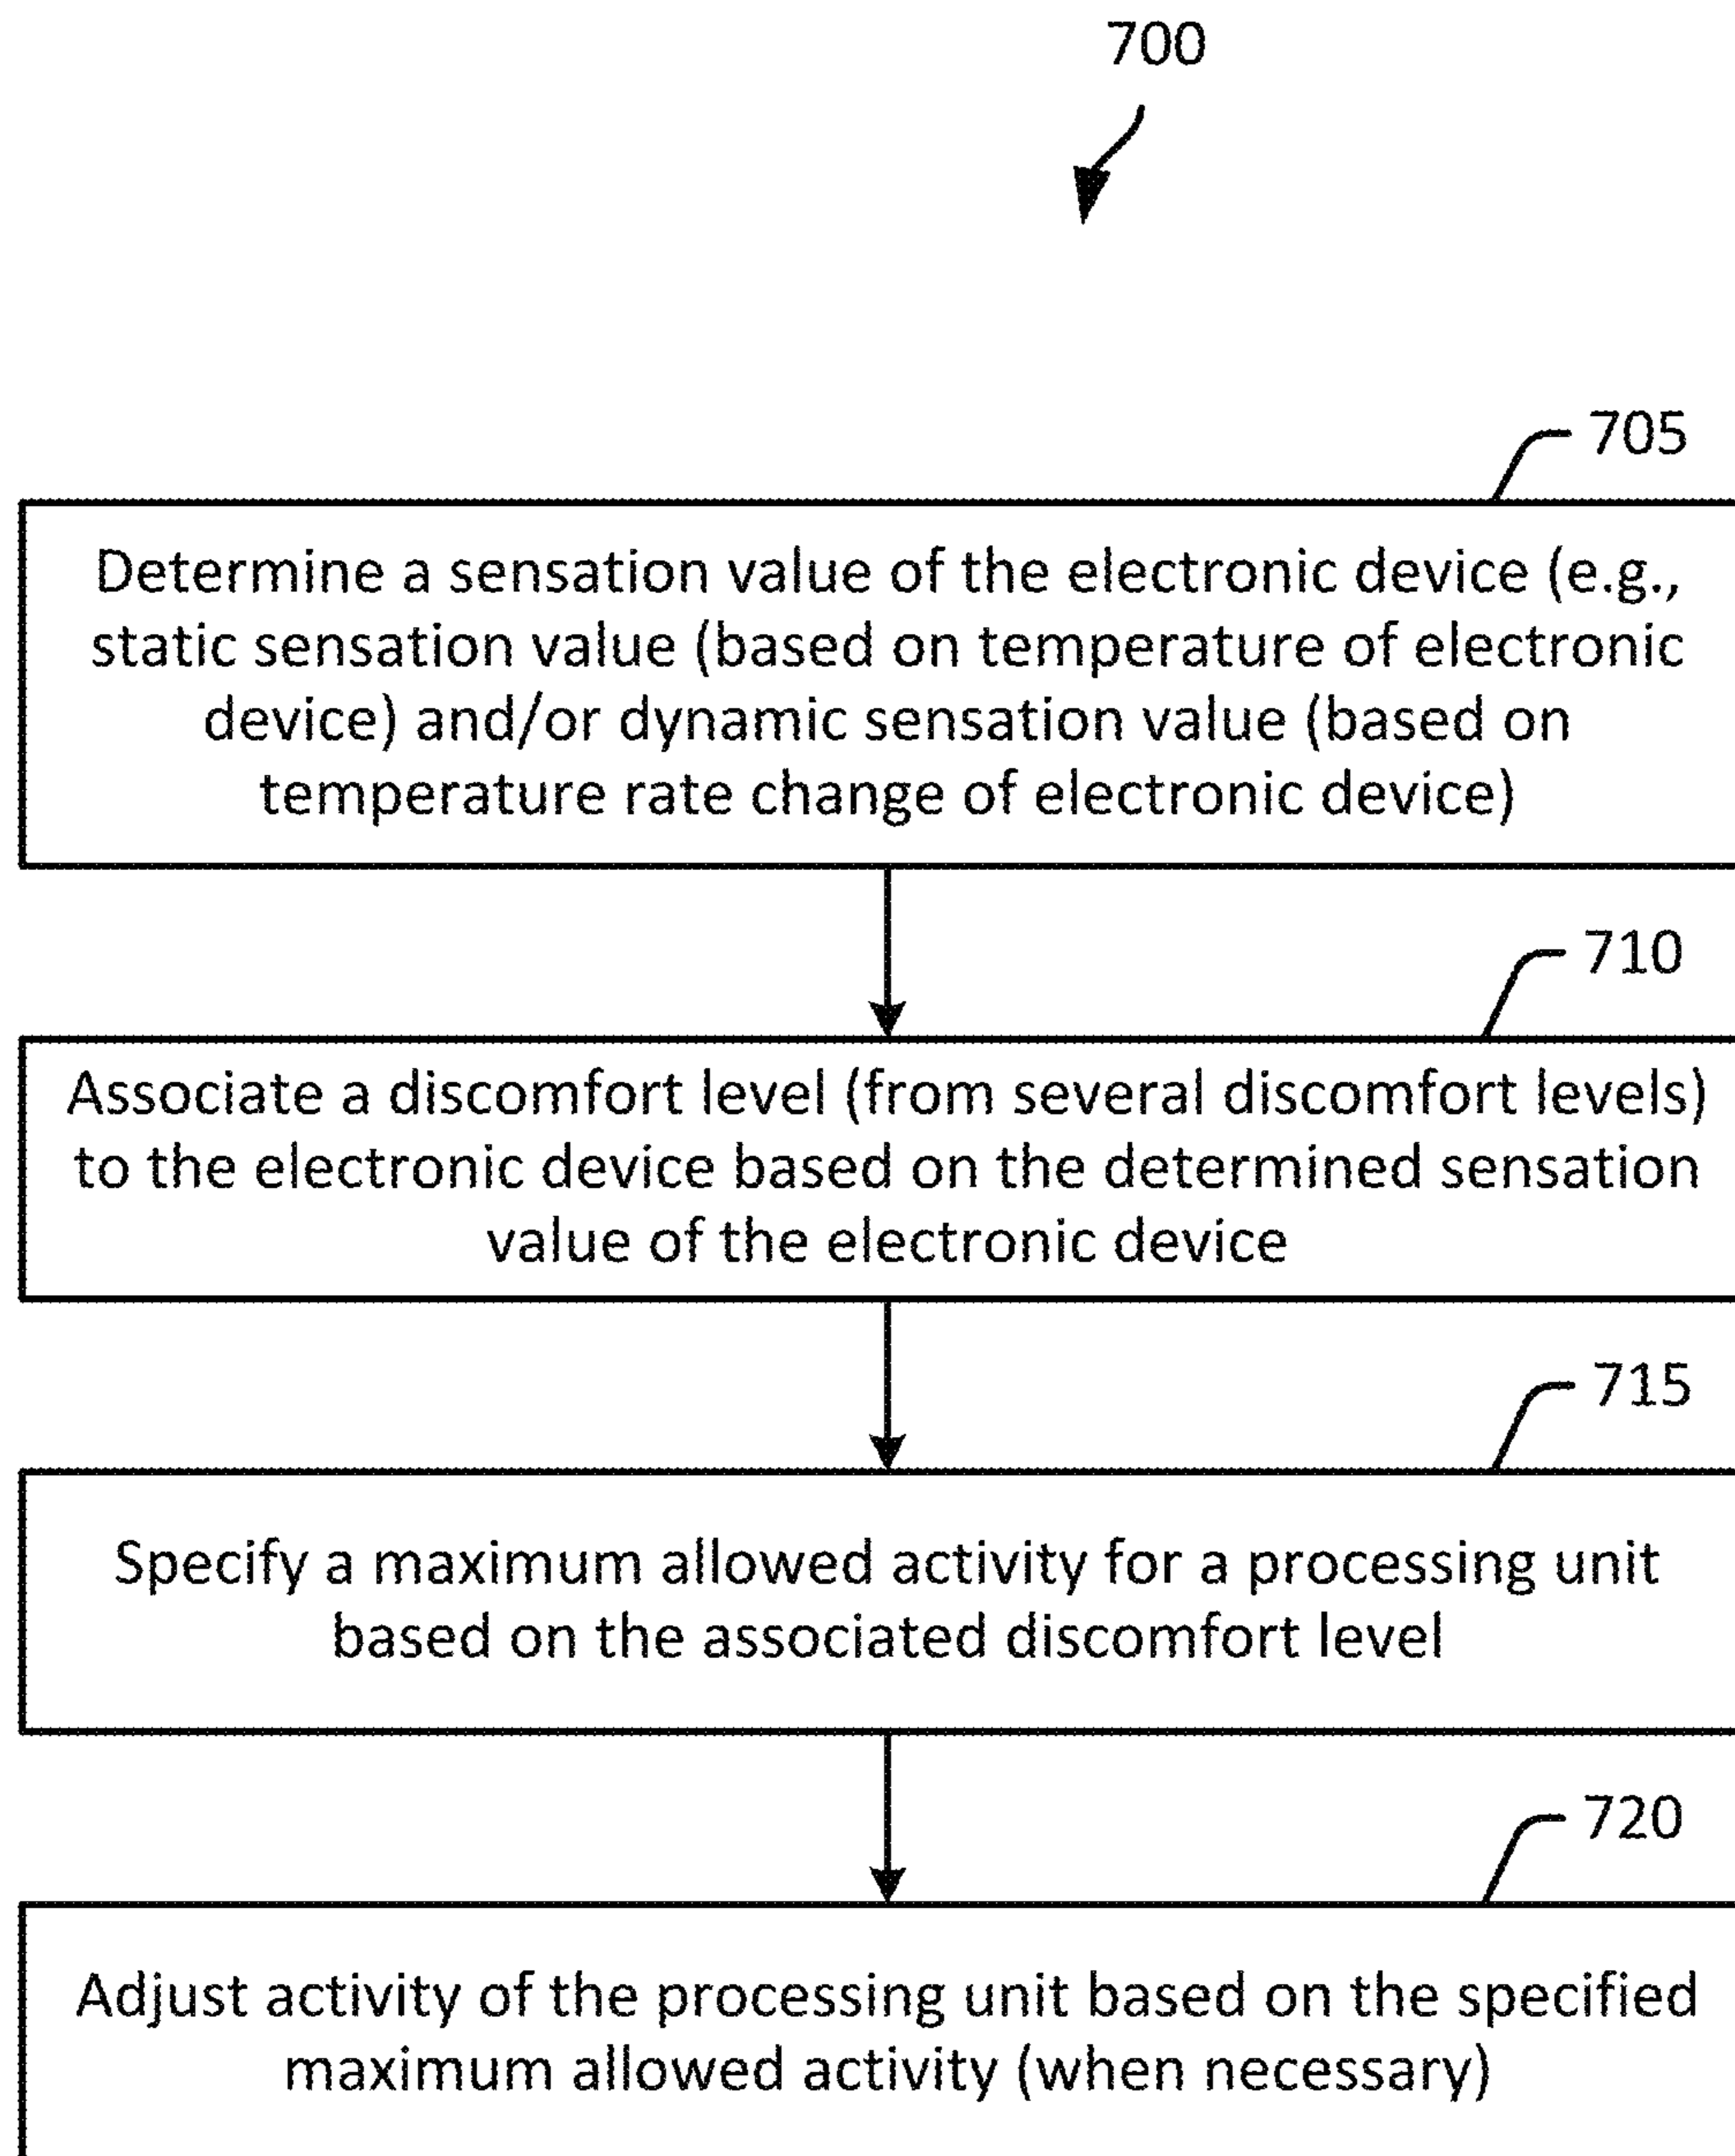 700
705
Determine a sensation value of the electronic device (e.g.,
static sensation value (based on temperature of electronic
device) and/or dynamic sensation value (based on
temperature rate change of electronic device)
710
Associate a discomfort level (from several discomfort levels)
to the electronic device based on the determined sensation
value of the electronic device
715
Specify a maximum allowed activity for a processing unit
based on the associated discomfort level
720
Adjust activity of the processing unit based on the specified
maximum allowed activity (when necessary)